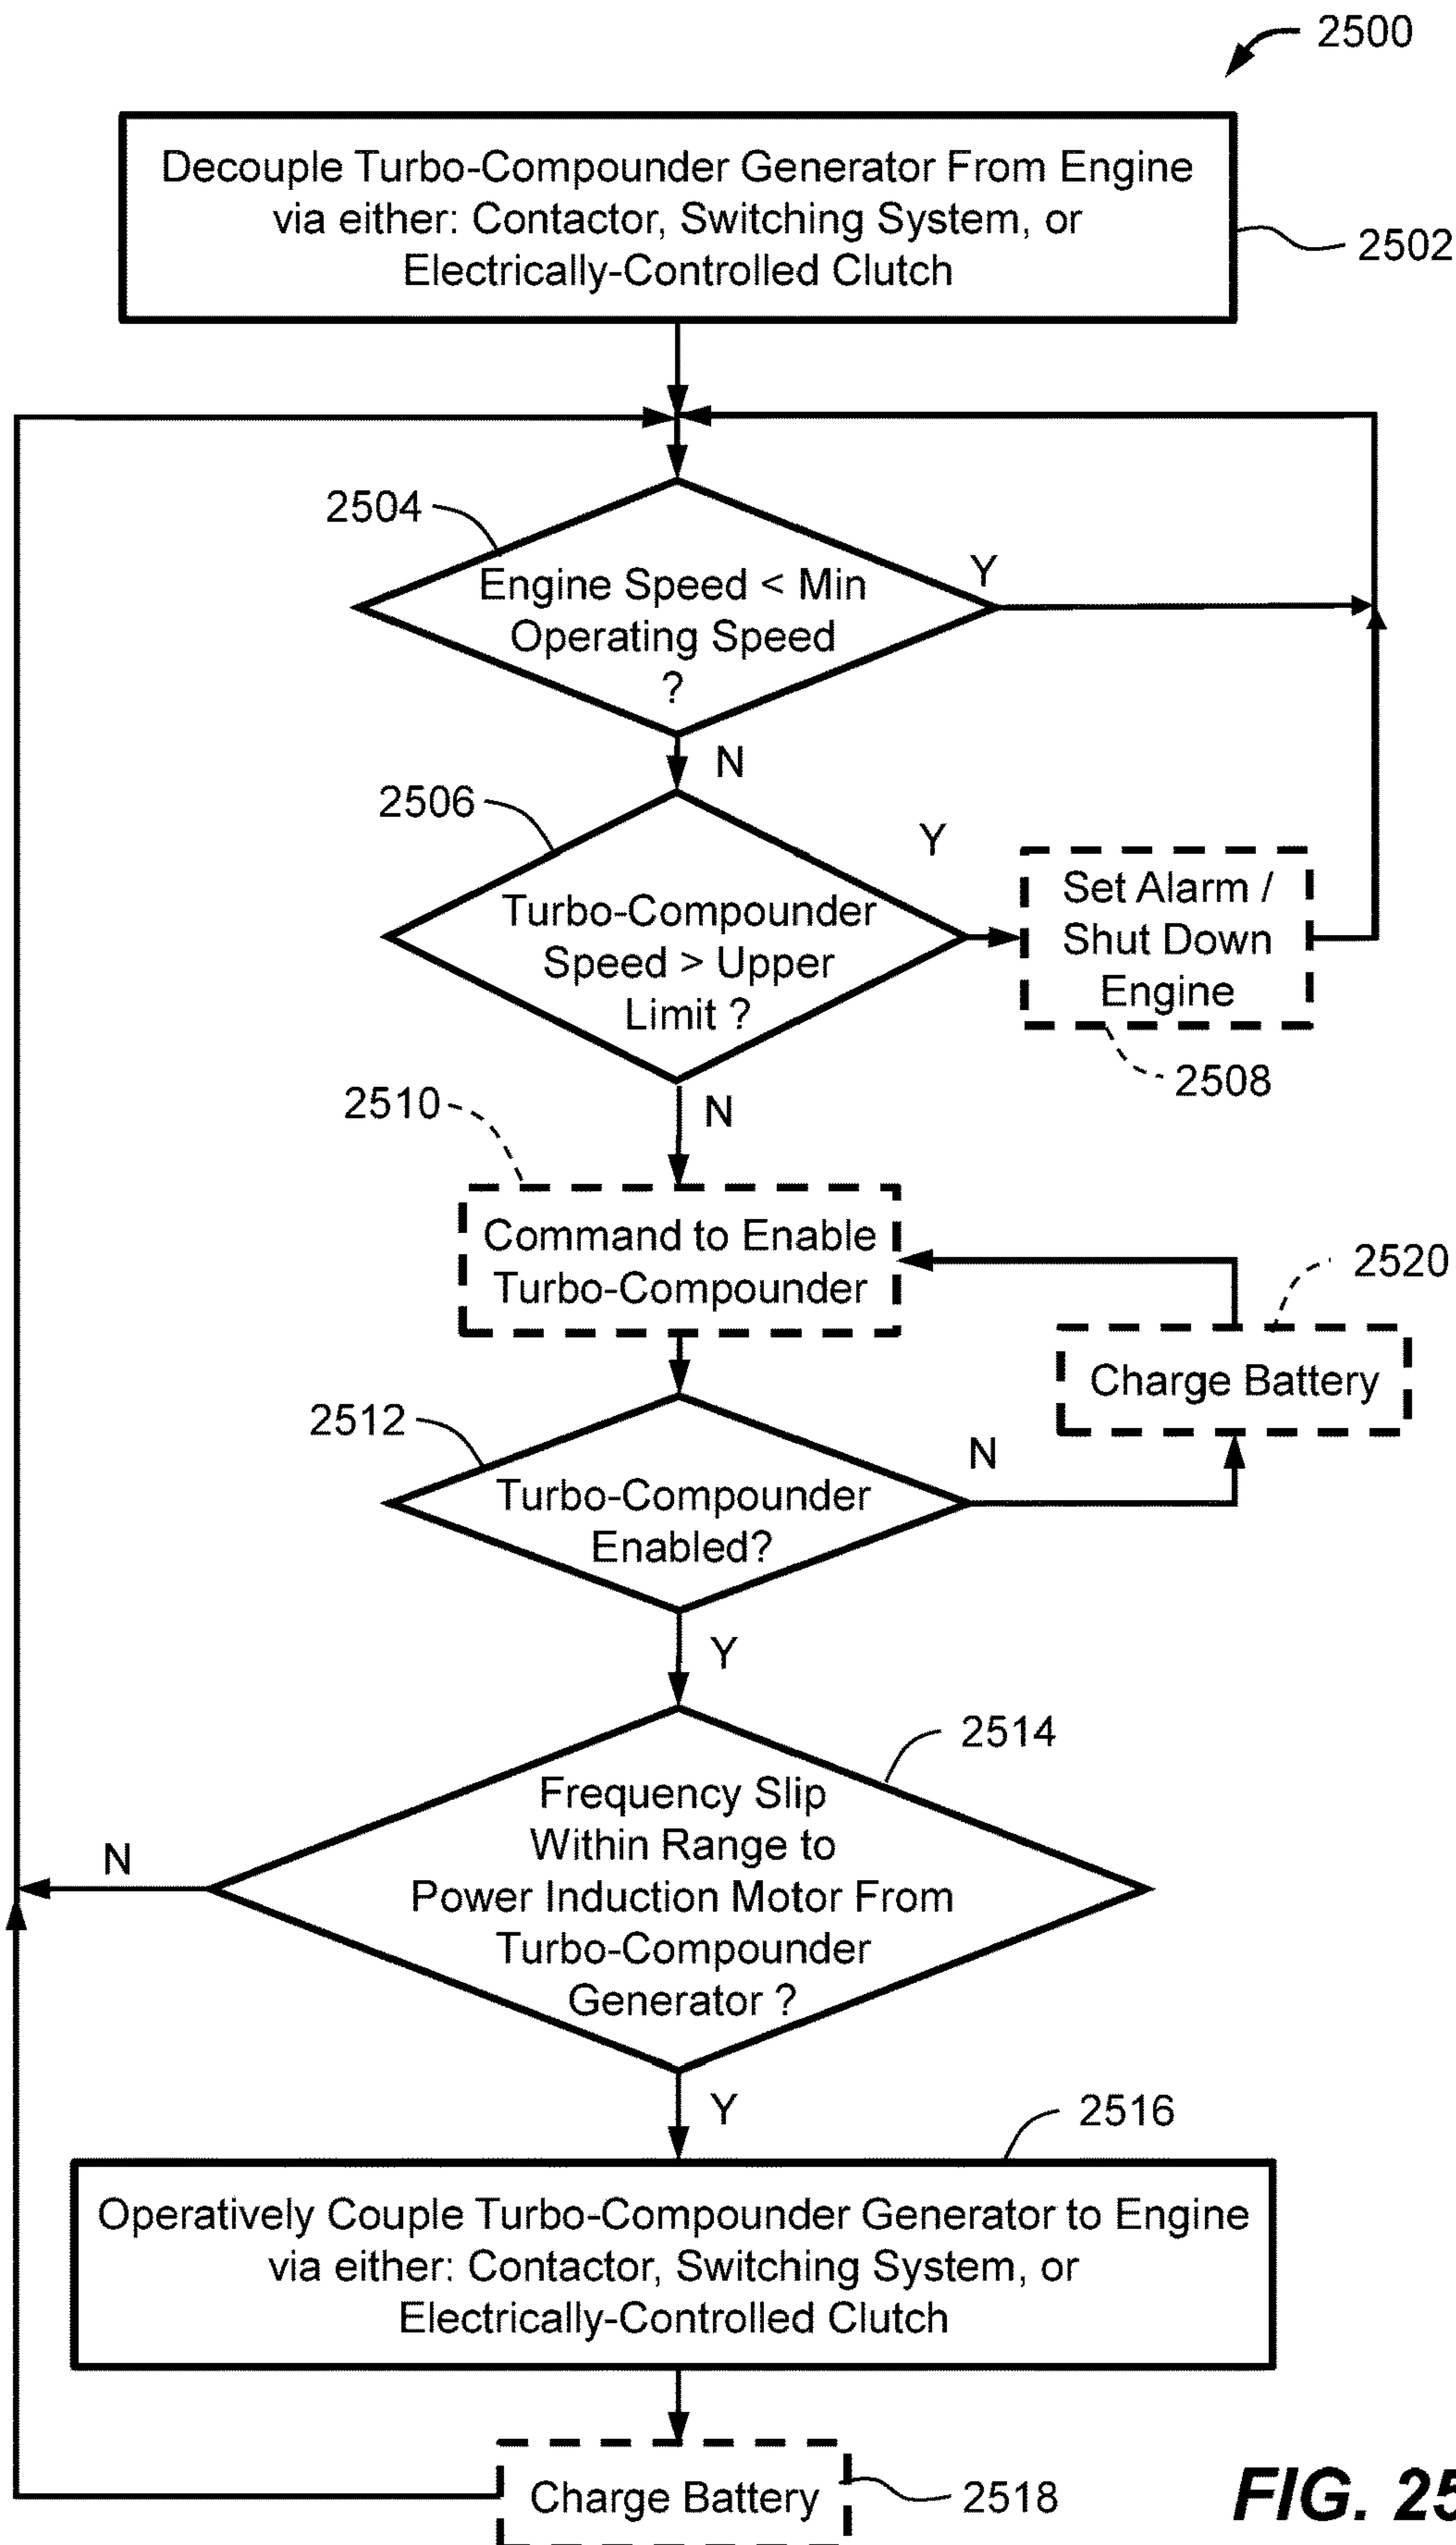 2500
Decouple Turbo-Compounder Generator From Engine
via either: Contactor, Switching System, or
Electrically-Controlled Clutch
2502
2504
Engine Speed < Min
Operating Speed
?
Y
N
2506
Turbo-Compounder
Speed > Upper
Limit ?
Y
Set Alarm /
Shut Down
Engine
2508
N
2510
Command to Enable
Turbo-Compounder
2520
Charge Battery
2512
Turbo-Compounder
Enabled?
N
Y
2514
Frequency Slip
Within Range to
Power Induction Motor From
Turbo-Compounder
Generator ?
N
Y
2516
Operatively Couple Turbo-Compounder Generator to Engine
via either: Contactor, Switching System, or
Electrically-Controlled Clutch
Charge Battery
2518
FIG. 25